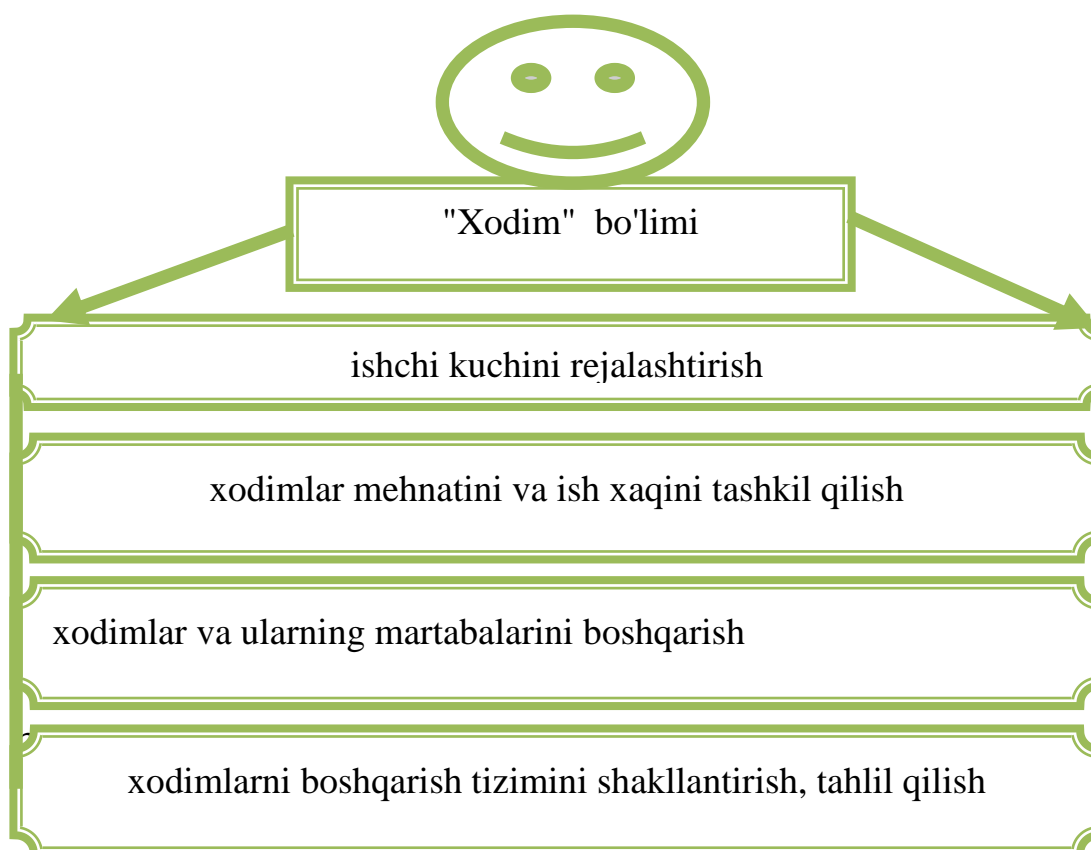 "Xodim" bo'limi
ishchi kuchini rejalashtirish
xodimlar mehnatini va ish xaqini tashkil qilish
xodimlar va ularning martabalarini boshqarish
xodimlarni boshqarish tizimini shakllantirish, tahlil qilish